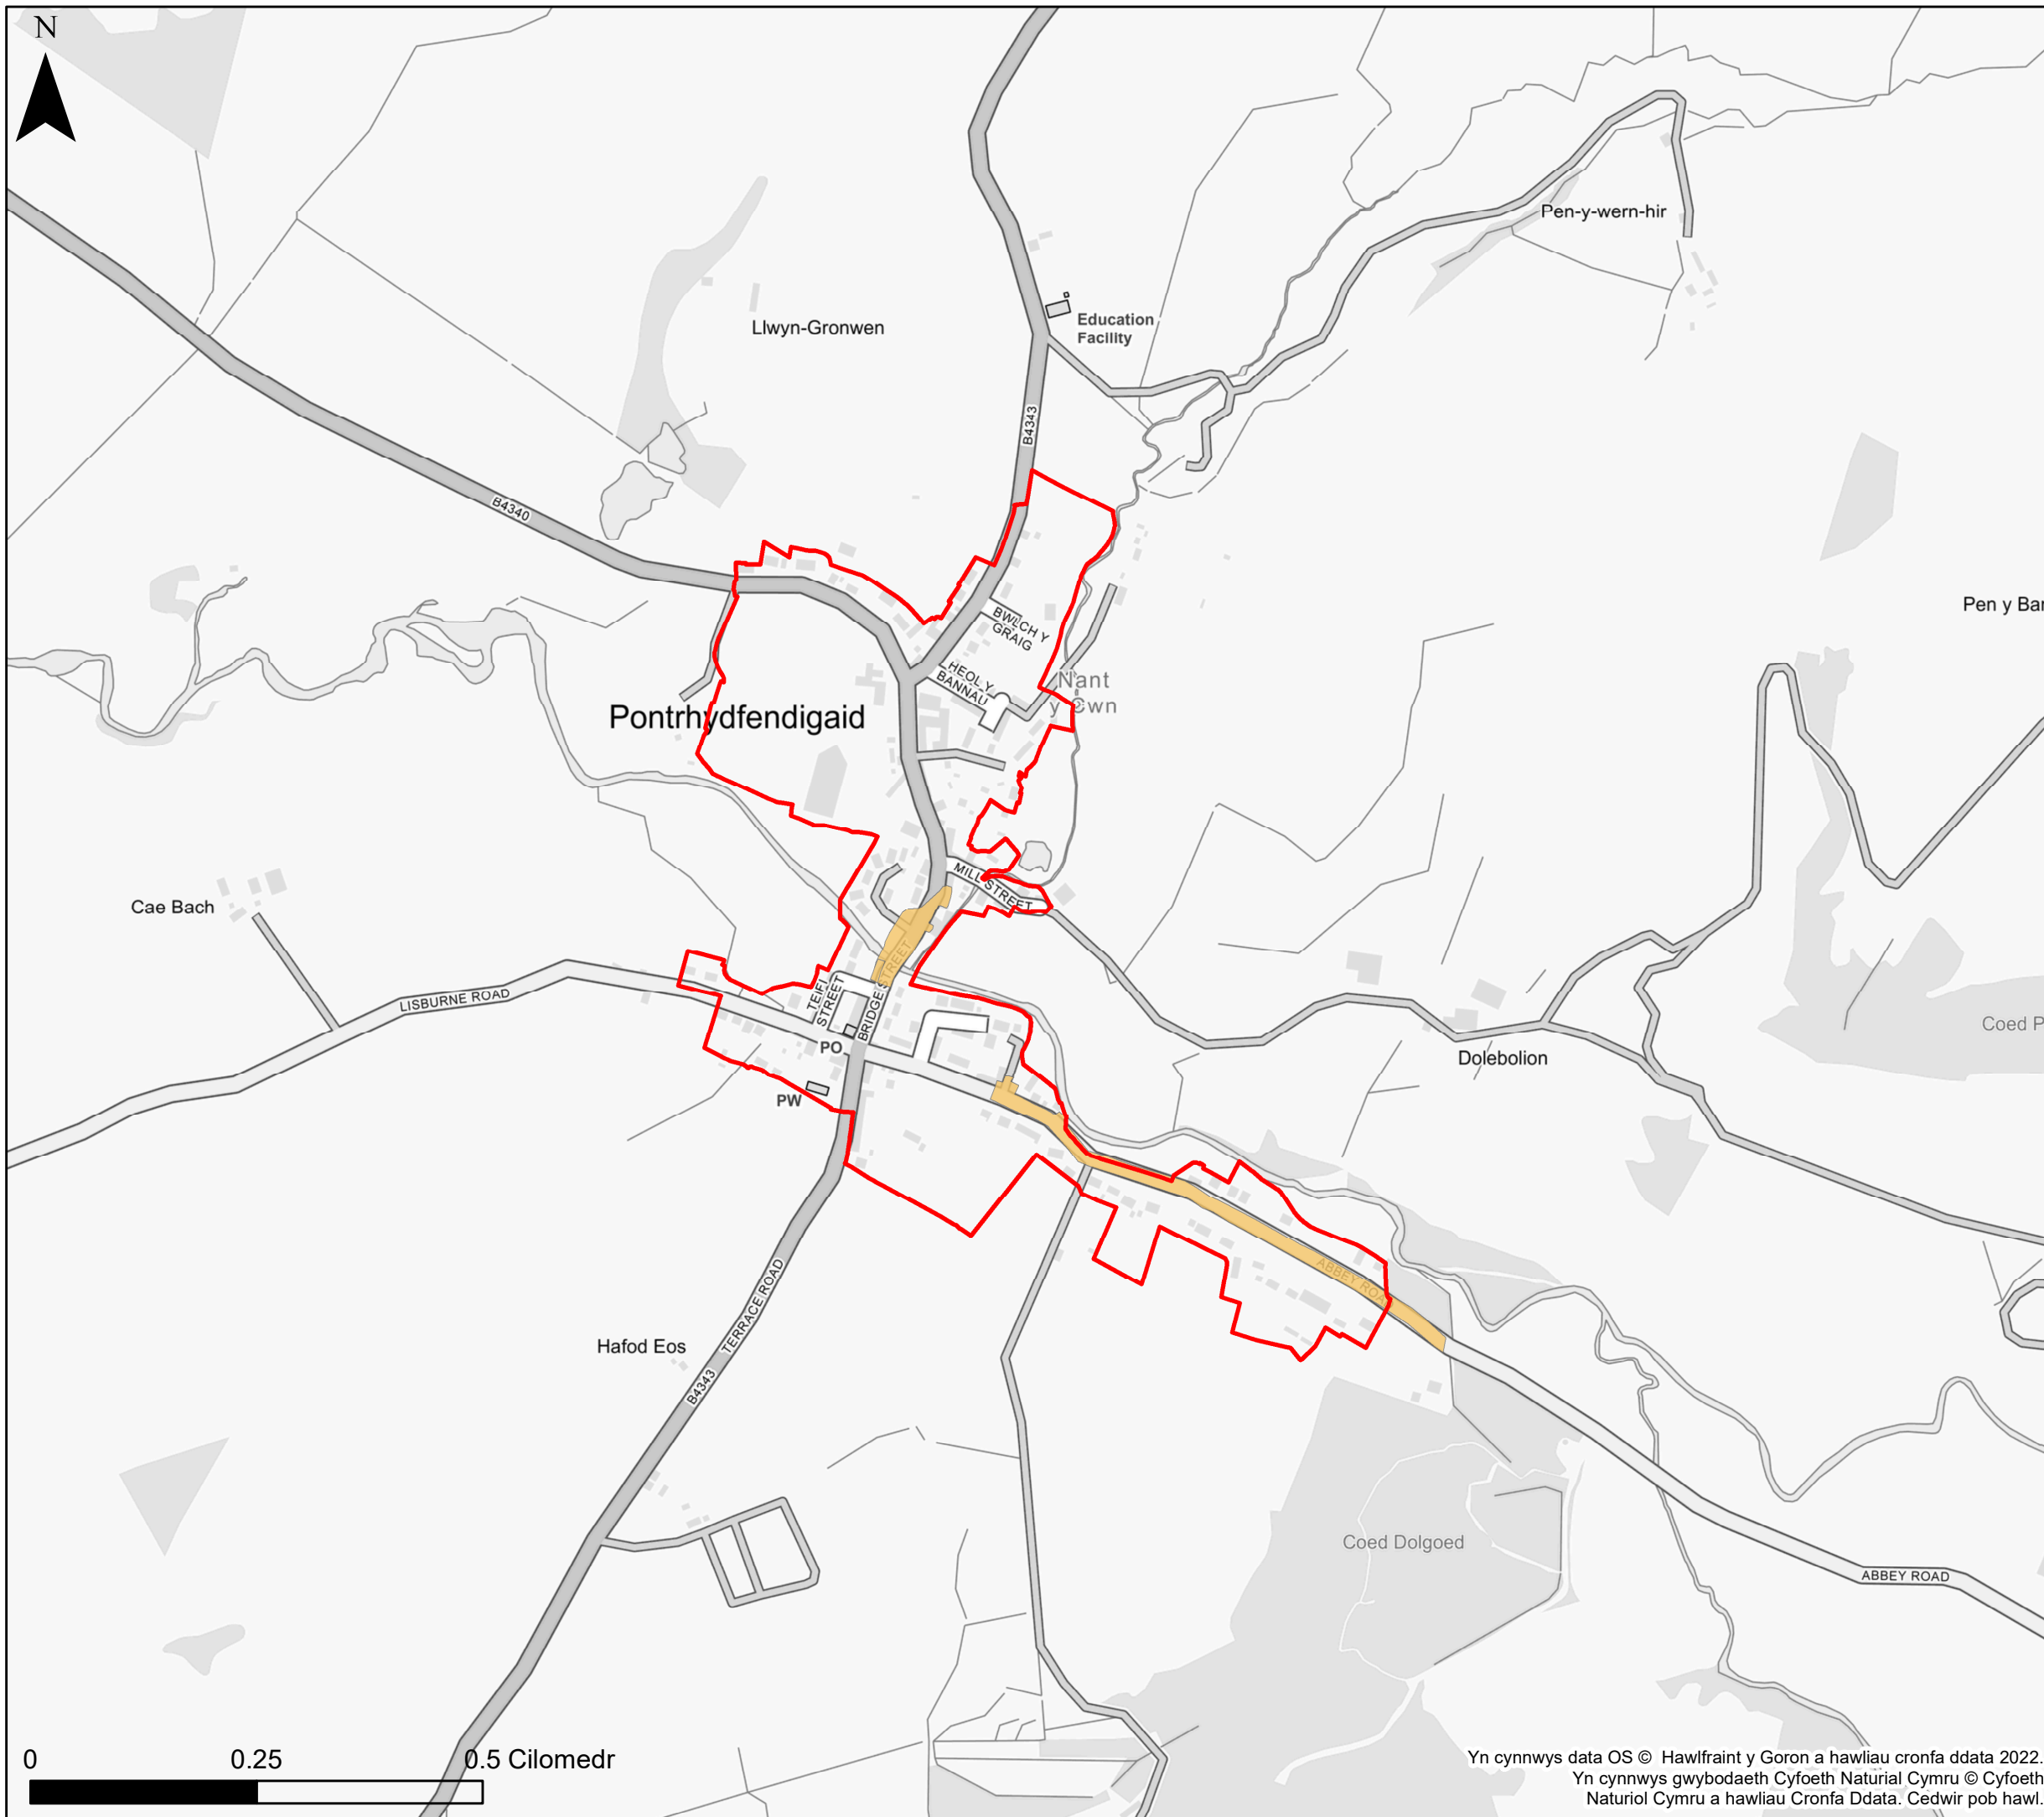 N
Pen-y-wern-hir
Education
Facility
Llwyn-Gronwen
B4343
B4340
Pen y Bar
BWLCH Y
GRAIG
HEOL Y
BANNAU
Nant
y Cwn
Pontrhydfendigaid
MILL STREET
Cae Bach
LISBURNE ROAD
TEIFI
STREET
BRIDGE STREET
PO
PW
Coed P
Dolebolion
ABBEY ROAD
TERRACE ROAD
B4343
Hafod Eos
Coed Dolgoed
ABBEY ROAD
0 0.25 0.5 Cilomedr
Yn cynnwys data OS © Hawlfraint y Goron a hawliau cronfa ddata 2022.
Yn cynnwys gwybodaeth Cyfoeth Naturial Cymru © Cyfoeth
Naturiol Cymru a hawliau Cronfa Ddata. Cedwir pob hawl.